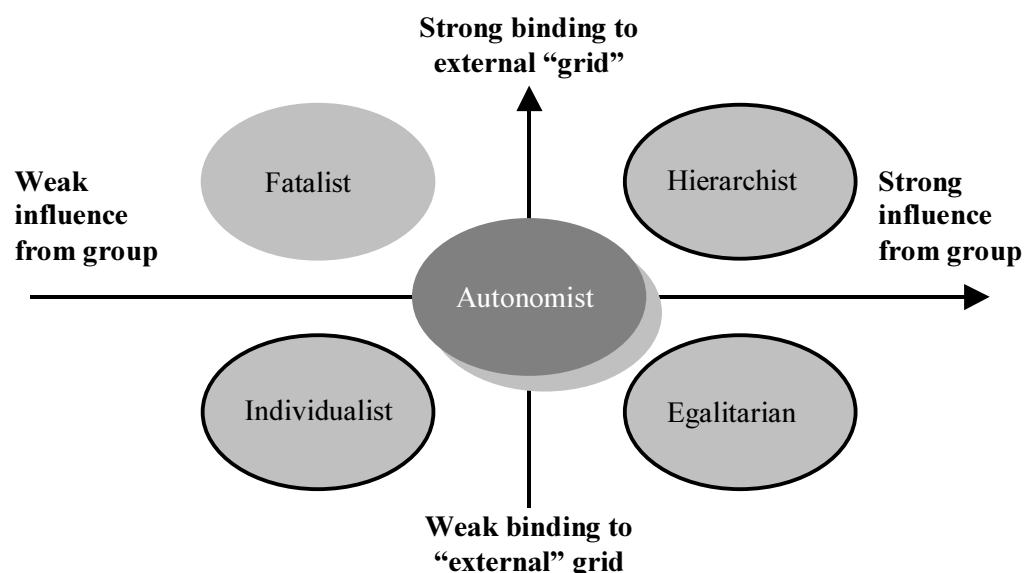 Strong binding to
external “grid”
Fatalist
Hierarchist
Weak
influence
from group
Strong
influence
from group
Autonomist
Individualist
Egalitarian
Weak binding to
“external” grid